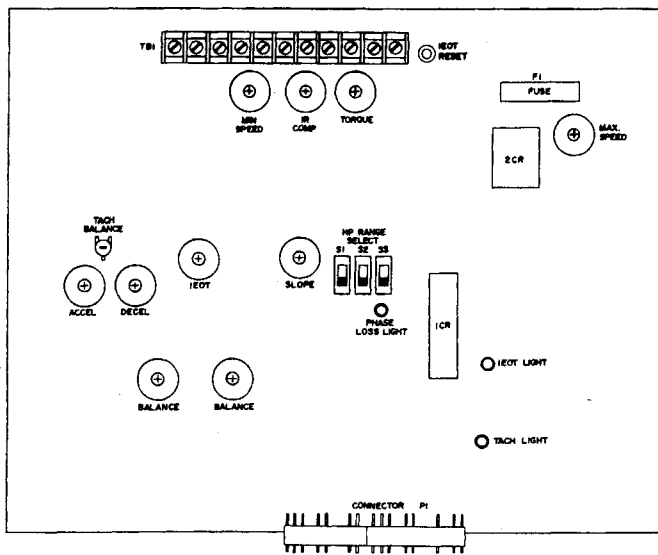 TB1
IEOT
RESET
F1
FUSE
MIN
SPEED
IR
COMP
TORQUE
MAX.
SPEED
2CR
TACH
BALANCE
HP RANGE
SELECT
S1 S2 S3
ACCEL
DECEL
IEOT
SLOPE
PHASE
LOSS LIGHT
1CR
IEOT LIGHT
BALANCE
BALANCE
TACH LIGHT
CONNECTOR P1